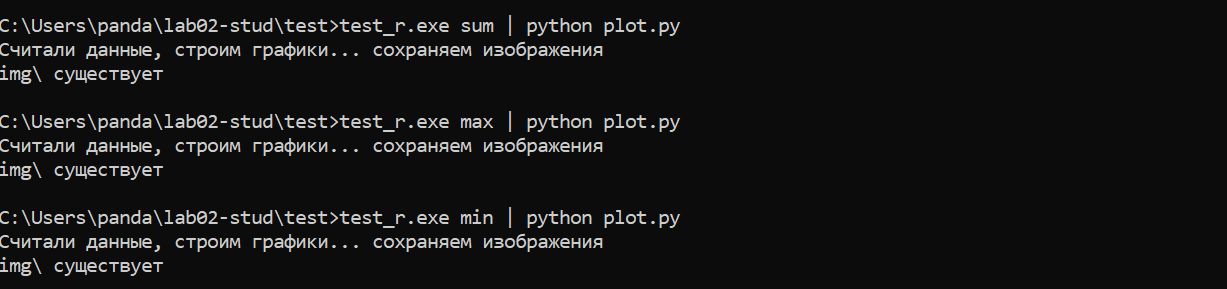 C:\Users\panda\lab02-stud\test>test_r.exe sum | python plot.py
Считали данные, строим графики... сохраняем изображения
img\ существует
C:\Users\panda\lab02-stud\test>test_r.exe max | python plot.py
Считали данные, строим графики... сохраняем изображения
img\ существует
C:\Users\panda\lab02-stud\test>test_r.exe min | python plot.py
Считали данные, строим графики... сохраняем изображения
img\ существует